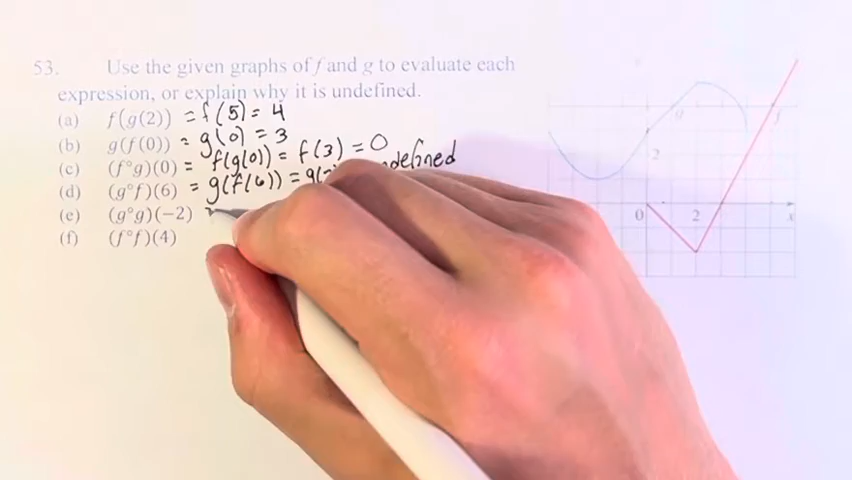 53. Use the given graphs of f and g to evaluate each
expression, or explain why it is undefined.
(a) f(g(2)) = f(5) = 4
(b) g(f(0)) = g(0) = 3
(c) (f°g)(0) = f(g(0)) = f(3) = 0
(d) (g°f)(6) = g(f(6)) = g( undefined
(e) (g°g)(−2)
(f) (f°f)(4)
g f
2
0 2 x